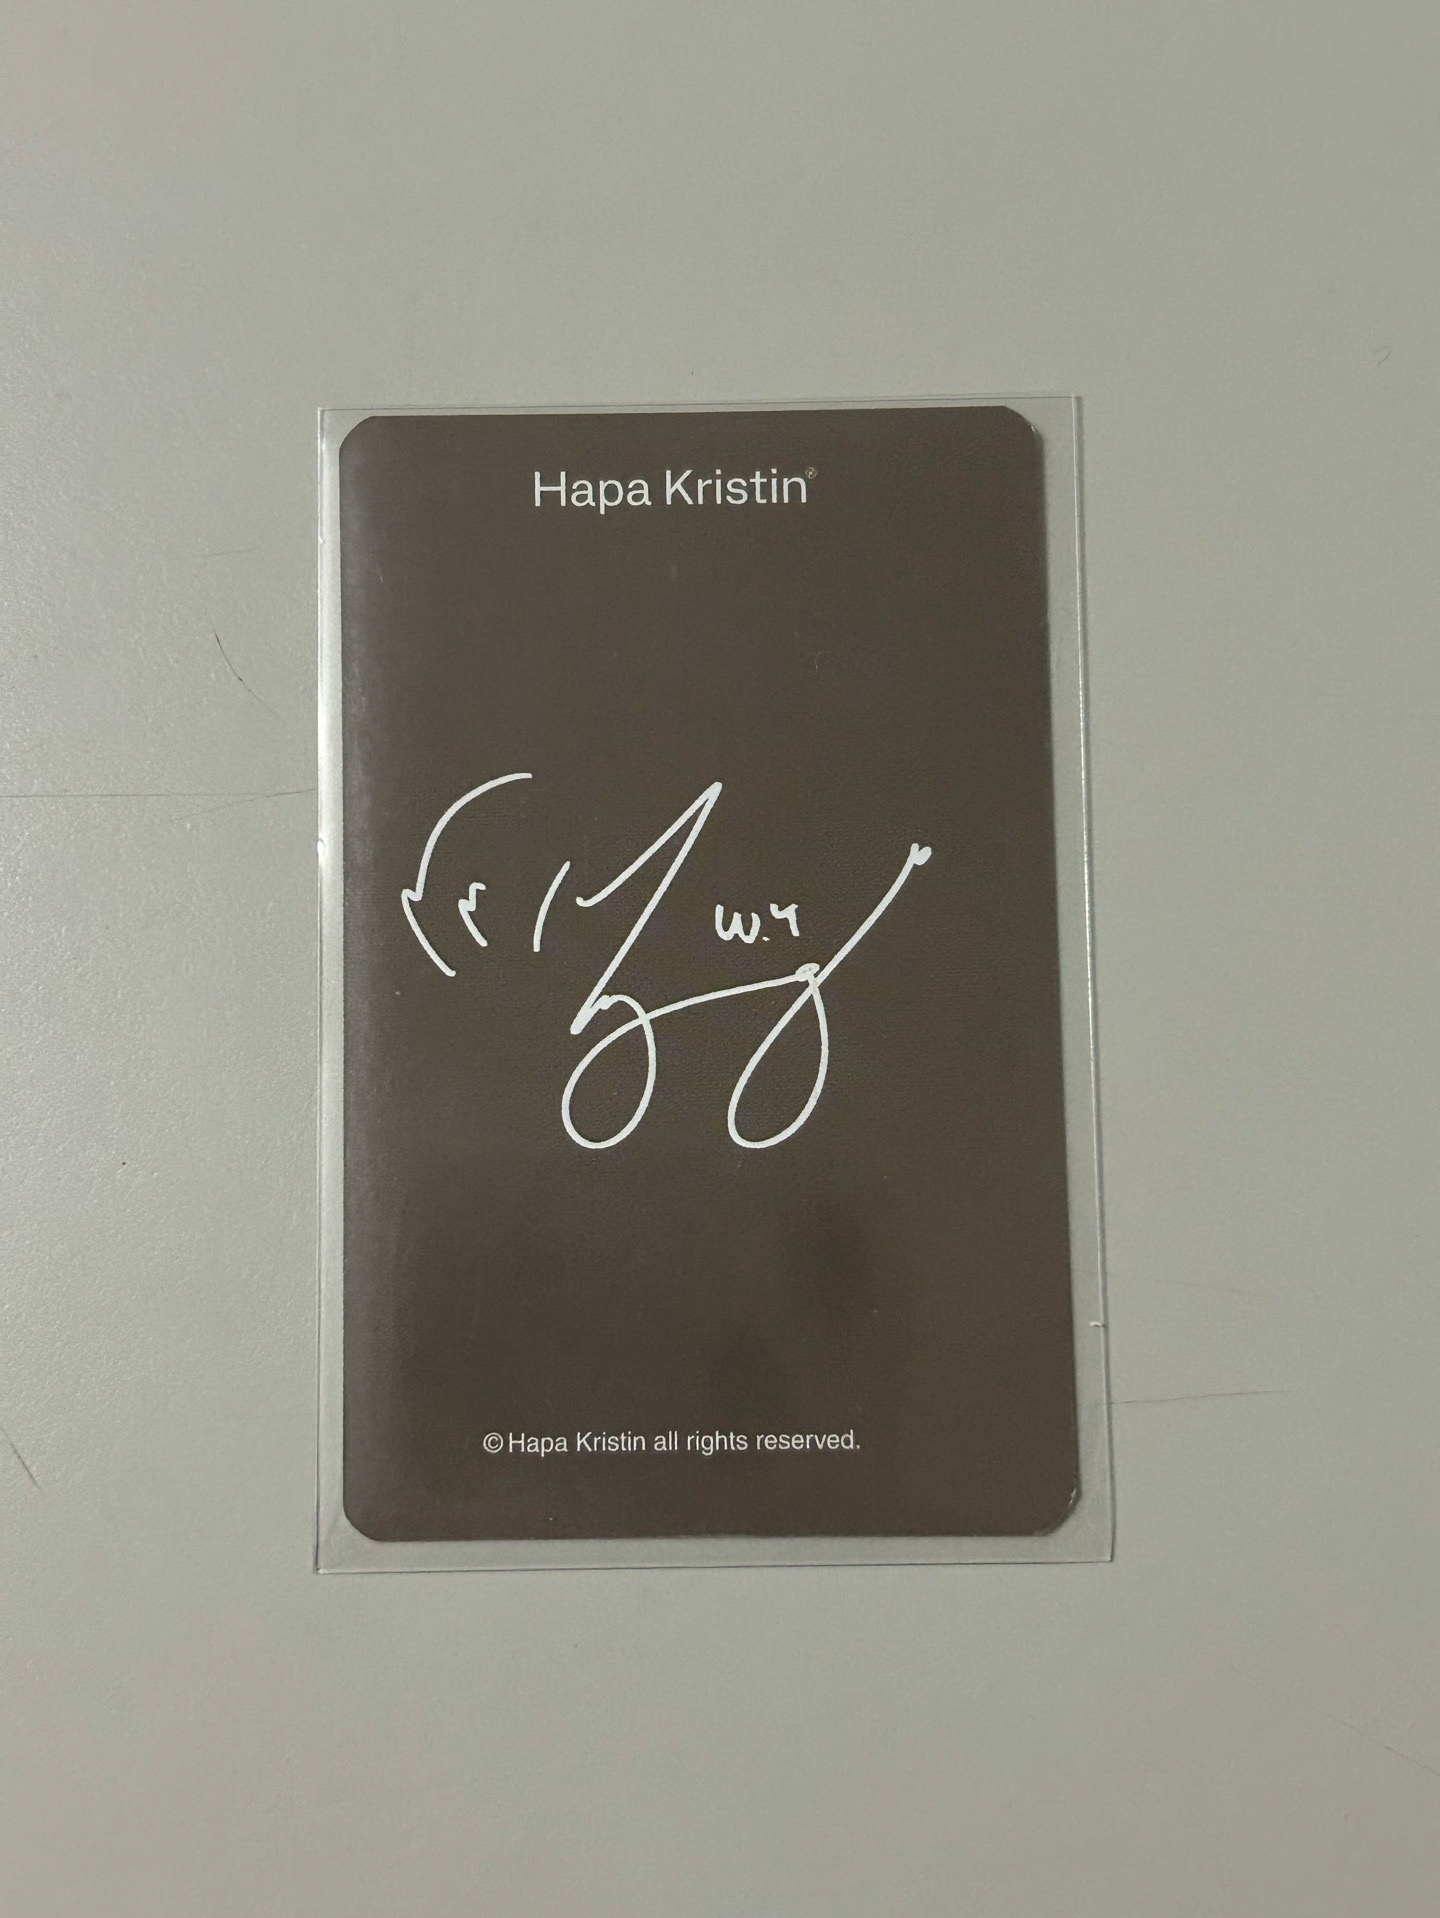 Hapa Kristin®
W.Y
© Hapa Kristin all rights reserved.